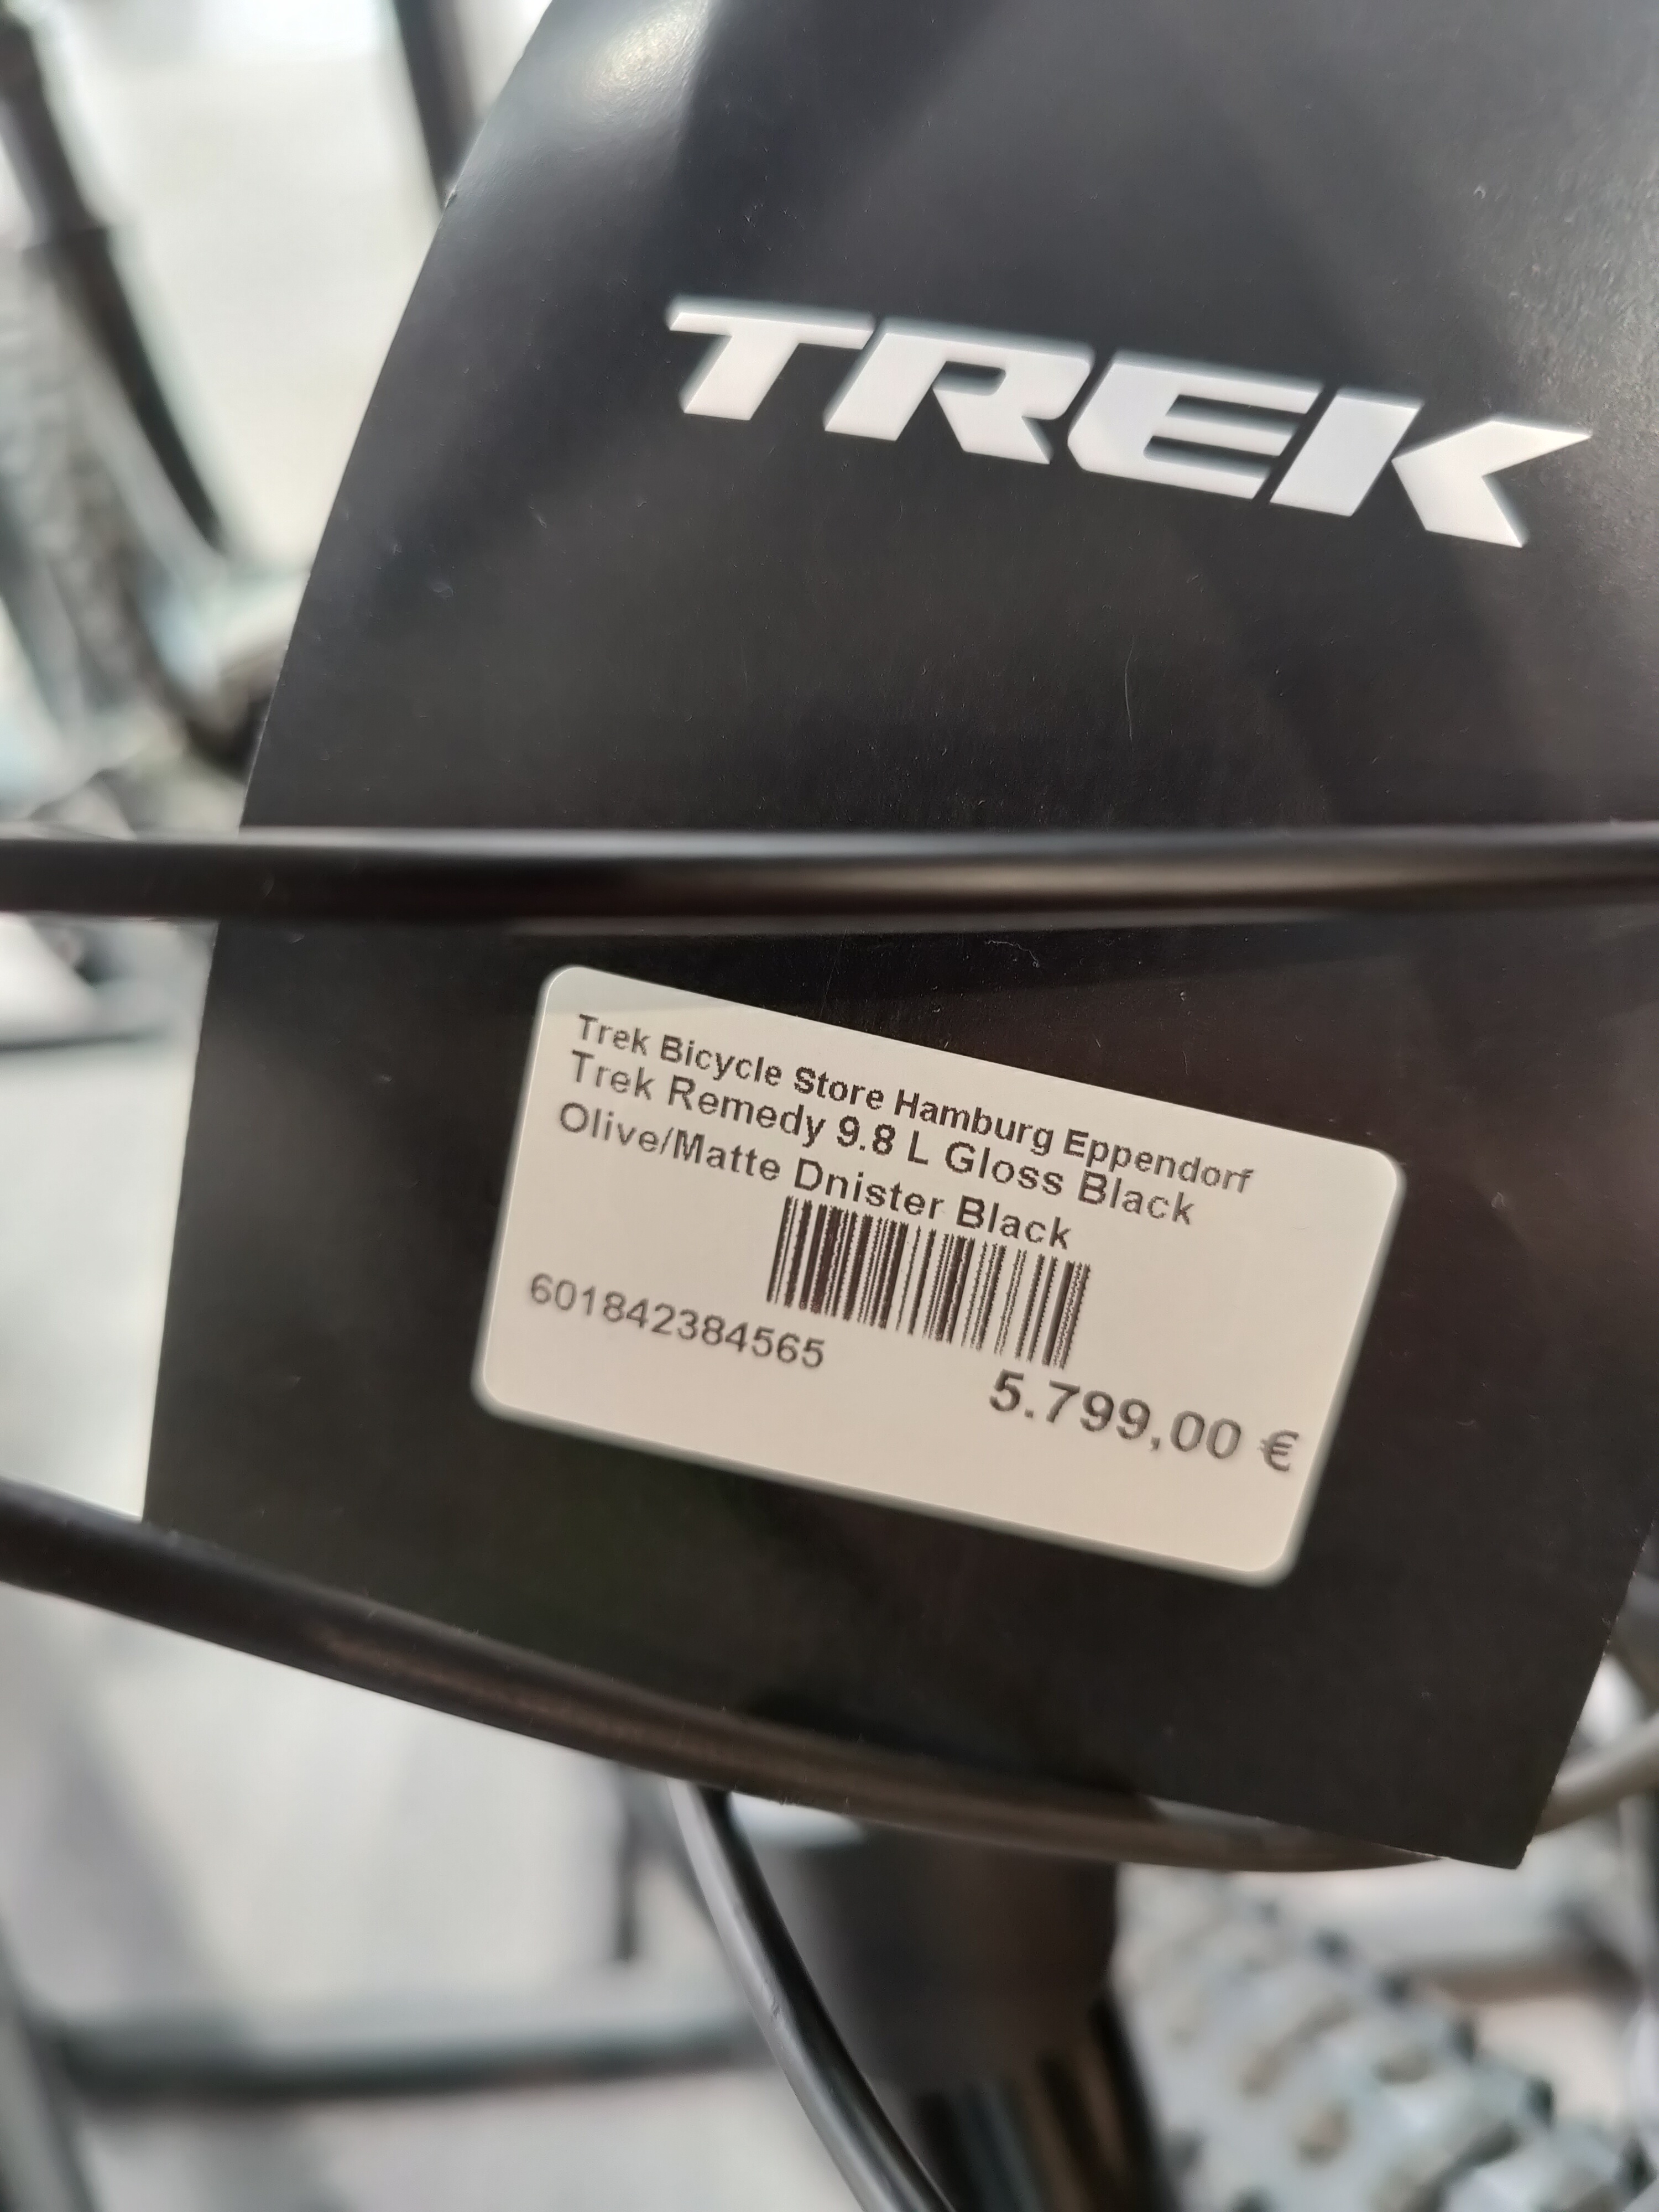 TREK
Trek Bicycle Store Hamburg Eppendorf
Trek Remedy 9.8 L Gloss Black
Olive/Matte Dnister Black
601842384565
5.799,00 €